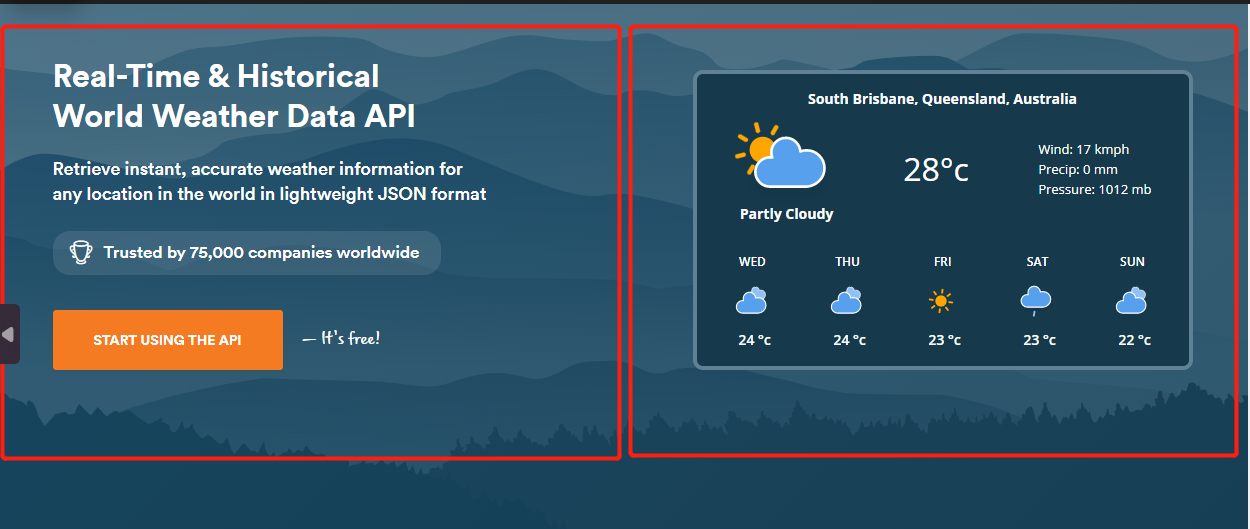 Real-Time & Historical
World Weather Data API
Retrieve instant, accurate weather information for
any location in the world in lightweight JSON format
Trusted by 75,000 companies worldwide
START USING THE API
— It's free!
South Brisbane, Queensland, Australia
28°c
Wind: 17 kmph
Precip: 0 mm
Pressure: 1012 mb
Partly Cloudy
WED THU FRI SAT SUN
24 °c 24 °c 23 °c 23 °c 22 °c